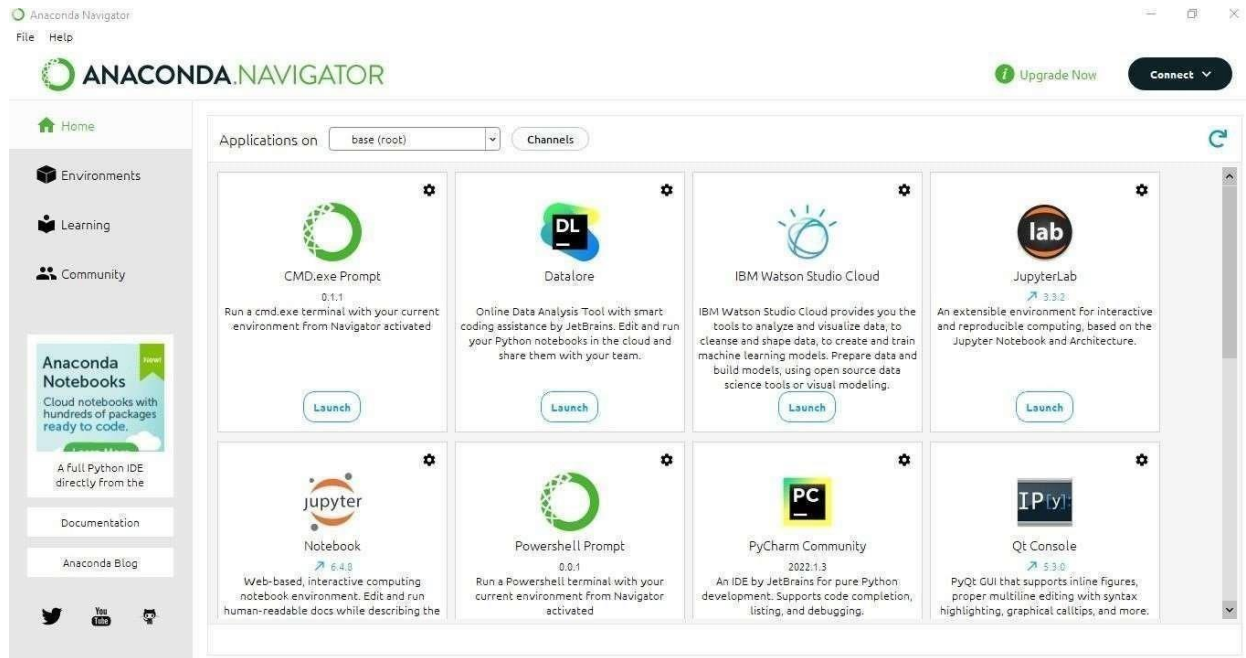 Anaconda Navigator
File Help
ANACONDA.NAVIGATOR
i Upgrade Now
Connect
Home
Environments
Learning
Community
Anaconda
Notebooks
New!
Cloud notebooks with
hundreds of packages
ready to code.
Learn More
A full Python IDE
directly from the
Documentation
Anaconda Blog
You
Tube
Applications on base (root) Channels
CMD.exe Prompt
0.1.1
Run a cmd.exe terminal with your current
environment from Navigator activated
Launch
DL
Datalore
Online Data Analysis Tool with smart
coding assistance by JetBrains. Edit and run
your Python notebooks in the cloud and
share them with your team.
Launch
IBM Watson Studio Cloud
IBM Watson Studio Cloud provides you the
tools to analyze and visualize data, to
cleanse and shape data, to create and train
machine learning models. Prepare data and
build models, using open source data
science tools or visual modeling.
Launch
lab
JupyterLab
3.3.2
An extensible environment for interactive
and reproducible computing, based on the
Jupyter Notebook and Architecture.
Launch
jupyter
Notebook
6.4.8
Web-based, interactive computing
notebook environment. Edit and run
human-readable docs while describing the
Powershell Prompt
0.0.1
Run a Powershell terminal with your
current environment from Navigator
activated
PC
PyCharm Community
2022.1.3
An IDE by JetBrains for pure Python
development. Supports code completion,
listing, and debugging.
IP[y]:
Qt Console
5.3.0
PyQt GUI that supports inline figures,
proper multiline editing with syntax
highlighting, graphical calltips, and more.